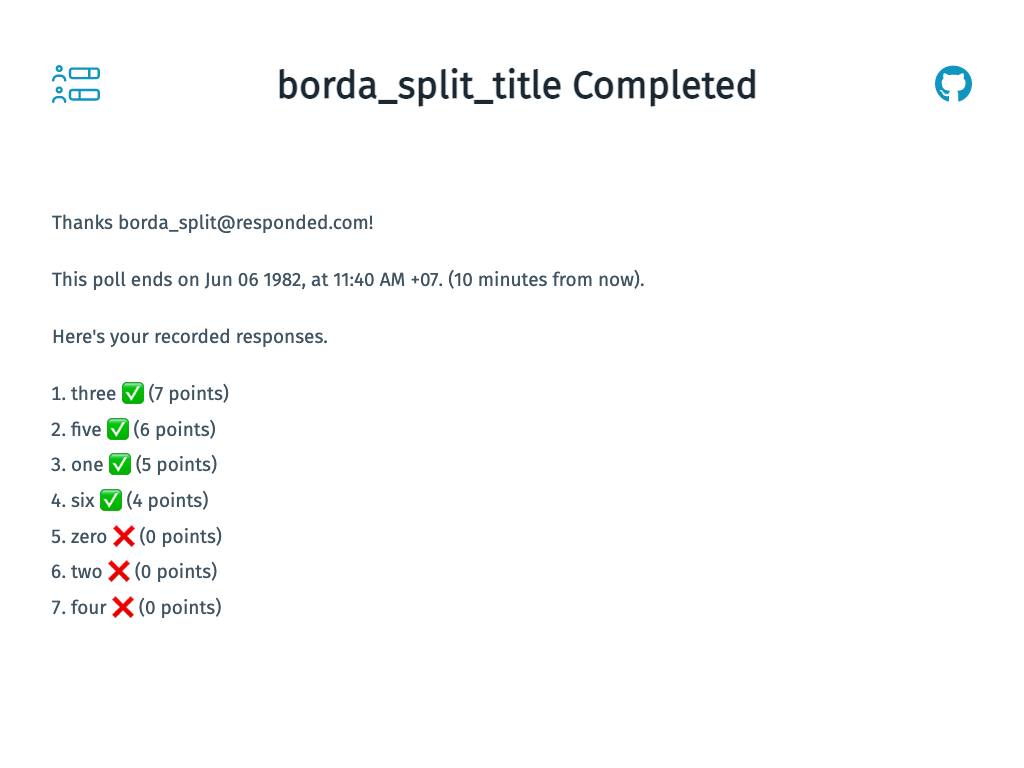 borda_split_title Completed
Thanks borda_split@responded.com!
This poll ends on Jun 06 1982, at 11:40 AM +07. (10 minutes from now).
Here's your recorded responses.
1. three ✅ (7 points)
2. five ✅ (6 points)
3. one ✅ (5 points)
4. six ✅ (4 points)
5. zero ❌ (0 points)
6. two ❌ (0 points)
7. four ❌ (0 points)